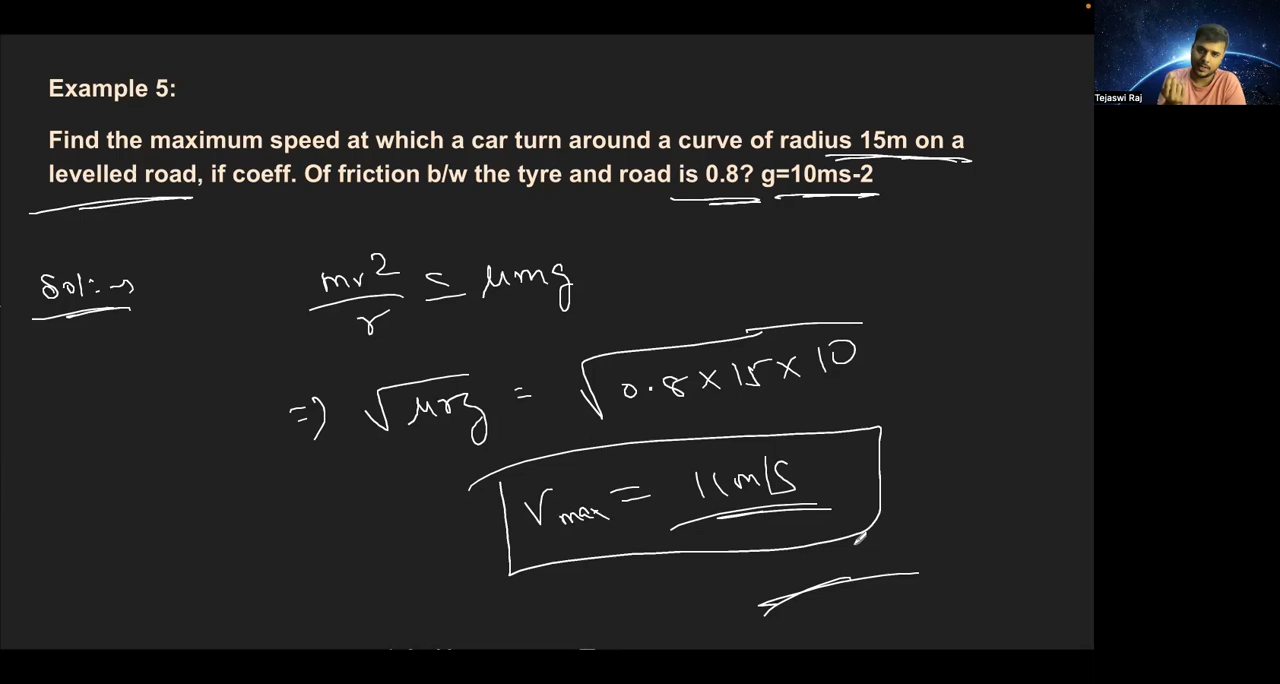 Example 5:
Find the maximum speed at which a car turn around a curve of radius 15m on a
levelled road, if coeff. Of friction b/w the tyre and road is 0.8? g=10ms-2
Sol:→
mv²/r ≤ μmg
⇒ √μrg = √0.8×15×10
Vmax = 11m/s
Tejaswi Raj